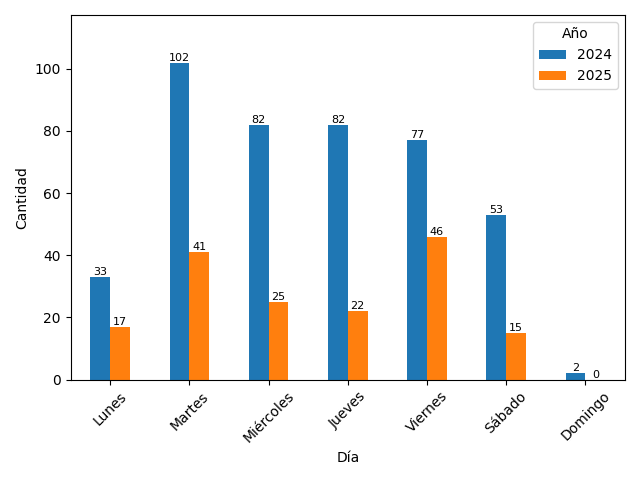 Año
2024
2025
Cantidad
100
80
60
40
20
0
33
17
102
41
82
25
82
22
77
46
53
15
2
0
Lunes
Martes
Miércoles
Jueves
Viernes
Sábado
Domingo
Día